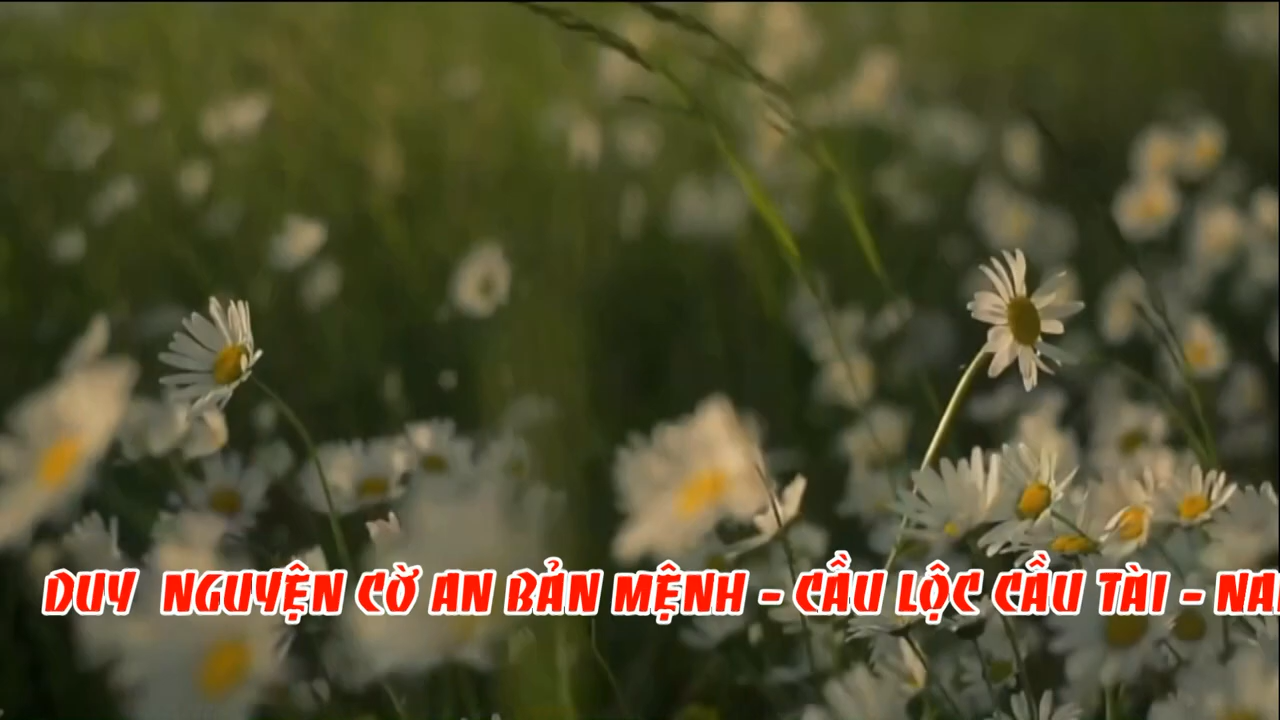 DUY NGUYỆN CỜ AN BẢN MỆNH - CẦU LỘC CẦU TÀI -